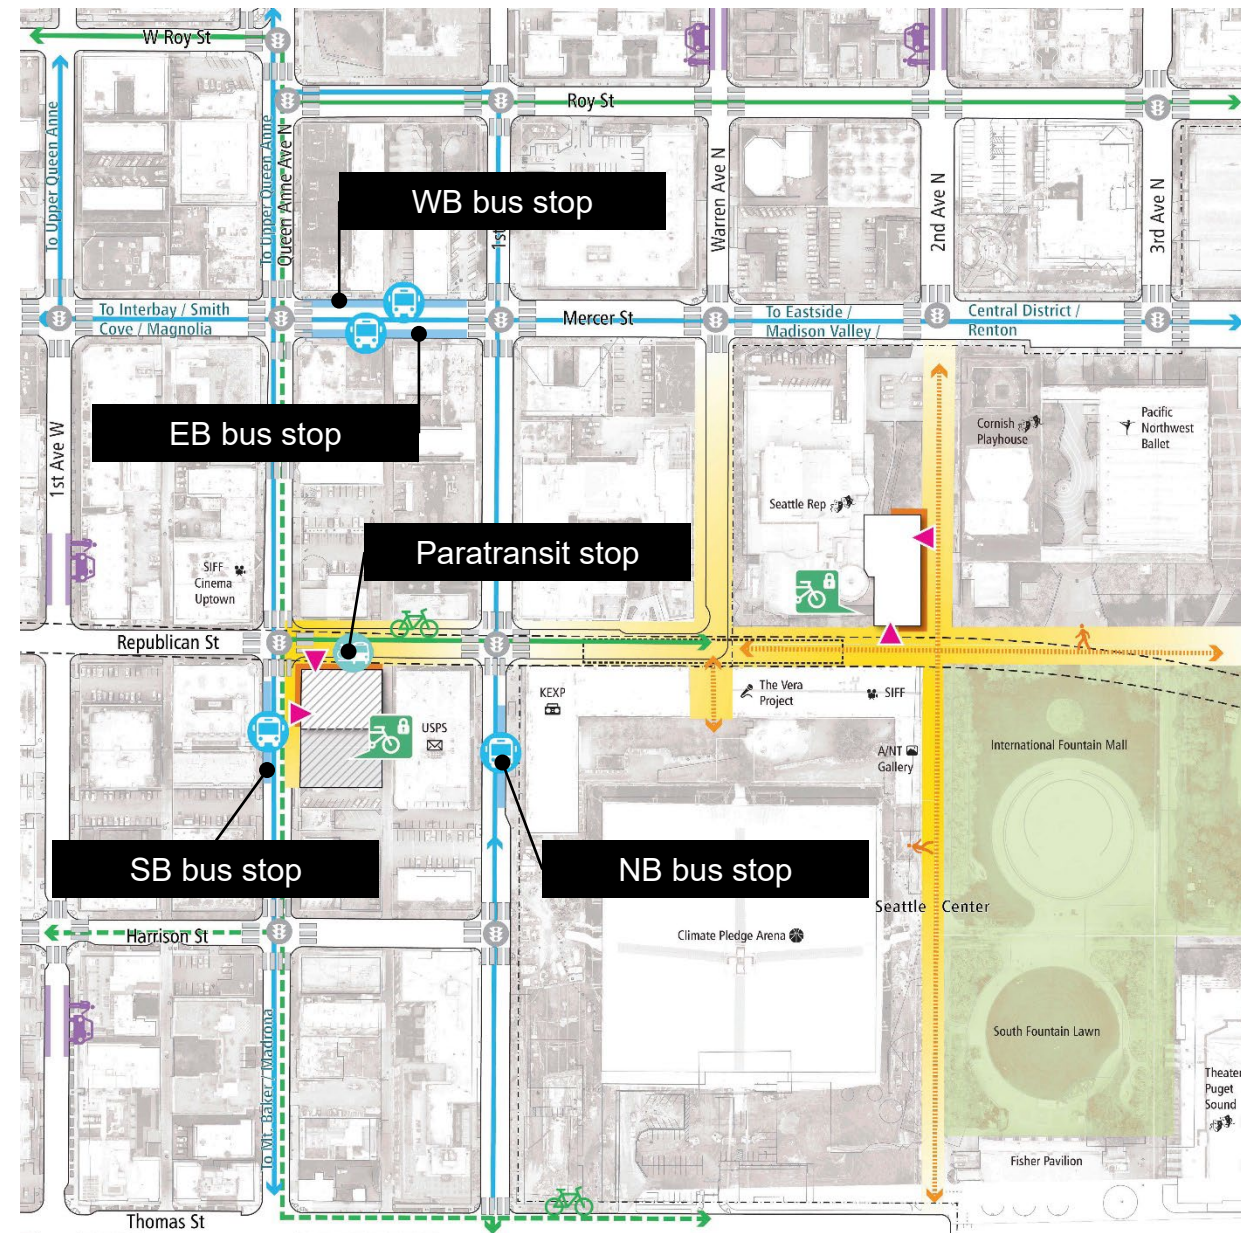 W Roy St
Roy St
To Upper Queen Anne
To Upper Queen Anne
Queen Anne Ave N
WB bus stop
1st
Warren Ave N
2nd Ave N
3rd Ave N
To Interbay / Smith
Cove / Magnolia
Mercer St
To Eastside /
Madison Valley /
Central District /
Renton
EB bus stop
1st Ave W
Cornish
Playhouse
Pacific
Northwest
Ballet
Seattle Rep
Paratransit stop
SIFF
Cinema
Uptown
Republican St
KEXP
The Vera
Project
SIFF
USPS
A/NT
Gallery
International Fountain Mall
SB bus stop
NB bus stop
Seattle Center
Harrison St
Climate Pledge Arena
To Mt. Baker / Madrona
South Fountain Lawn
Theater
Puget
Sound
Fisher Pavilion
Thomas St